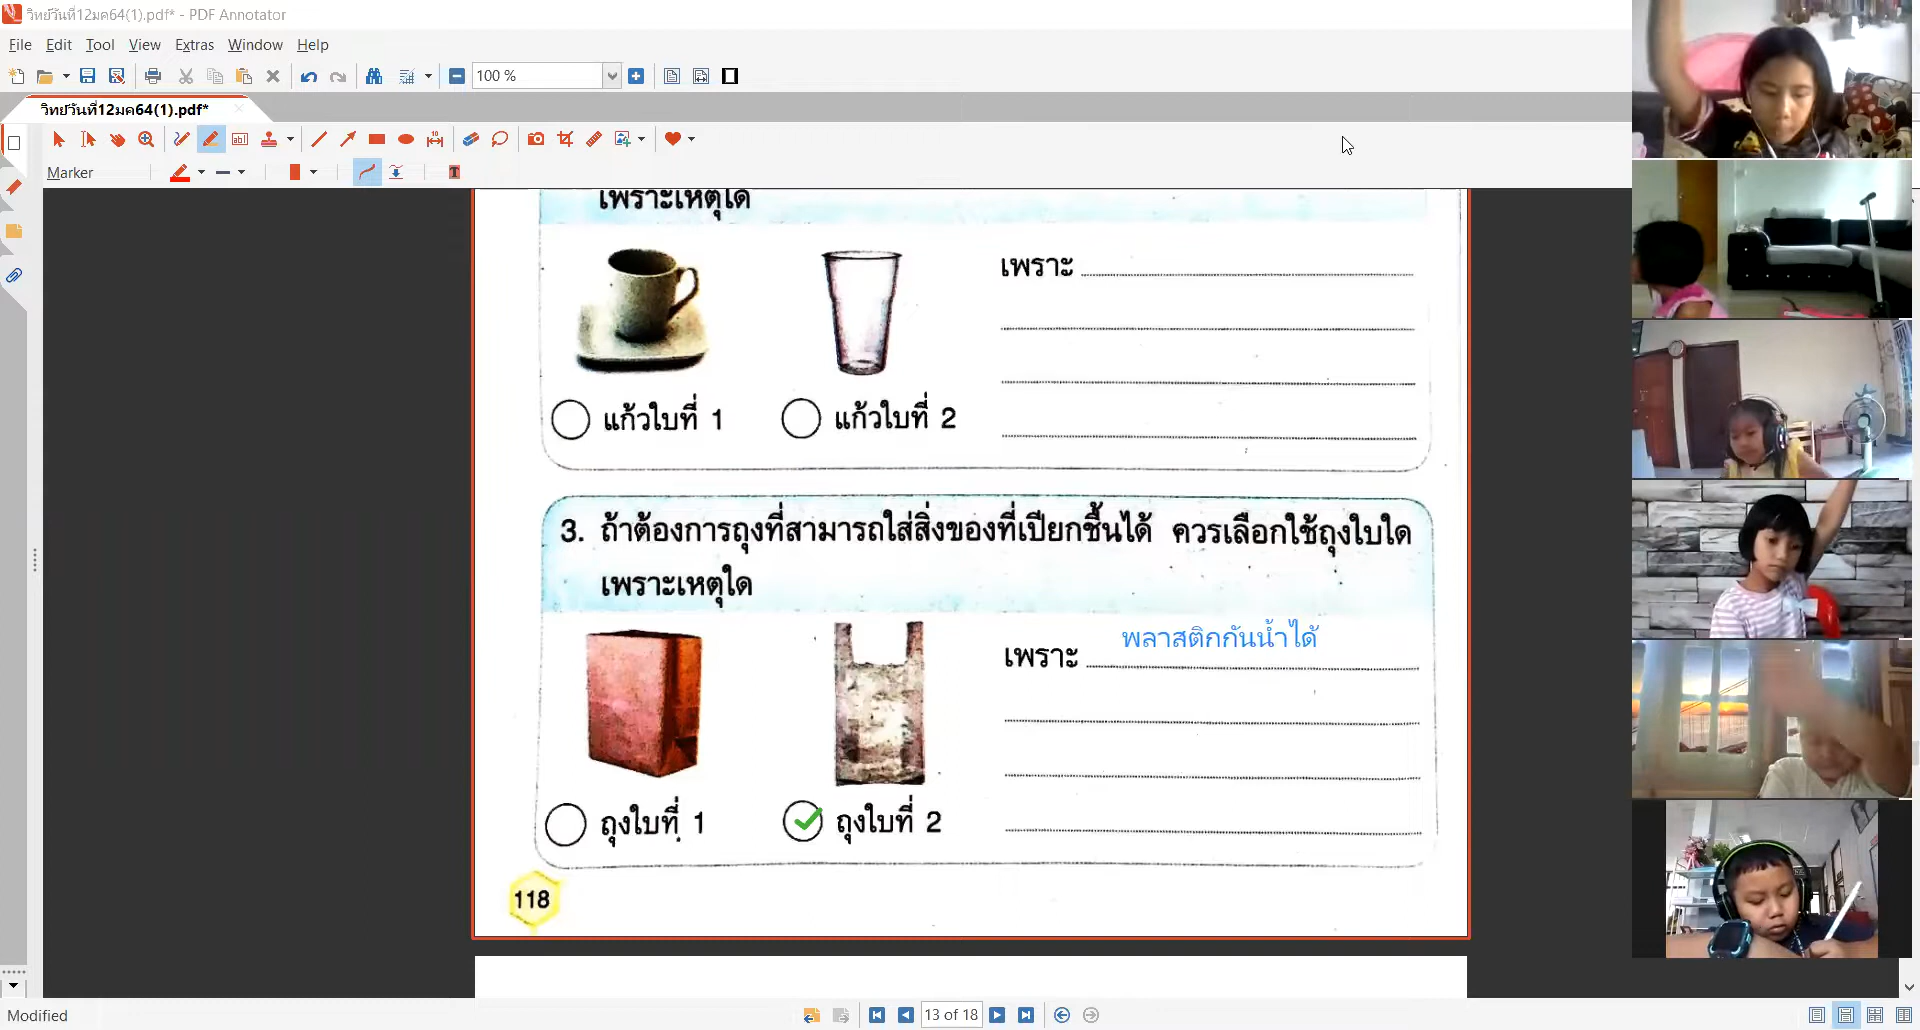 วิทย์วันที่12มค64(1).pdf* - PDF Annotator
File Edit Tool View Extras Window Help
100 %
วิทย์วันที่12มค64(1).pdf*
Marker
เพราะเหตุใด
เพราะ
แก้วใบที่ 1 แก้วใบที่ 2
3. ถ้าต้องการถุงที่สามารถใส่สิ่งของที่เปียกชื้นได้ ควรเลือกใช้ถุงใบใด
เพราะเหตุใด
พลาสติกกันน้ำได้
เพราะ
ถุงใบที่ 1 ถุงใบที่ 2
118
Modified
13 of 18